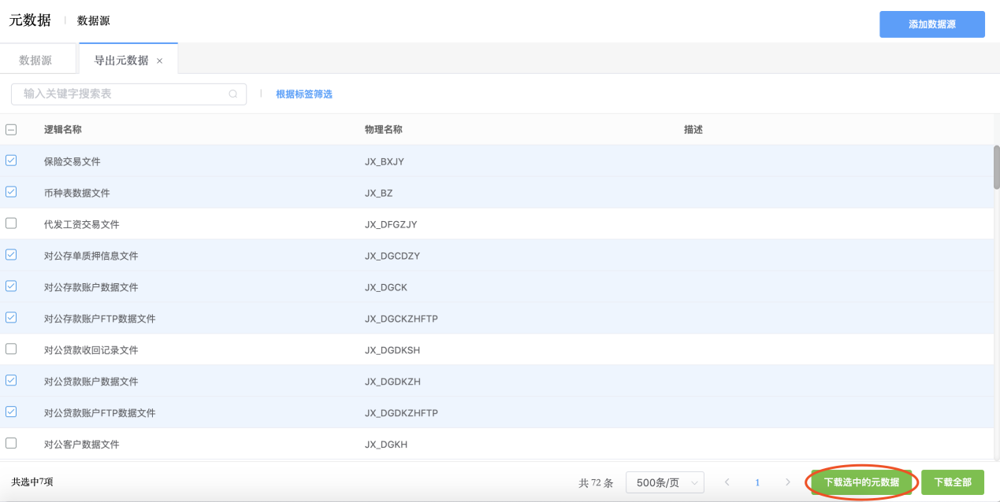 元数据 数据源
添加数据源
数据源 导出元数据 ×
输入关键字搜索表 根据标签筛选
逻辑名称 物理名称 描述
保险交易文件 JX_BXJY
币种表数据文件 JX_BZ
代发工资交易文件 JX_DFGZJY
对公存单质押信息文件 JX_DGCDZY
对公存款账户数据文件 JX_DGCK
对公存款账户FTP数据文件 JX_DGCKZHFTP
对公贷款收回记录文件 JX_DGDKSH
对公贷款账户数据文件 JX_DGDKZH
对公贷款账户FTP数据文件 JX_DGDKZHFTP
对公客户数据文件 JX_DGKH
共选中7项 共 72 条 500条/页 1 下载选中的元数据 下载全部